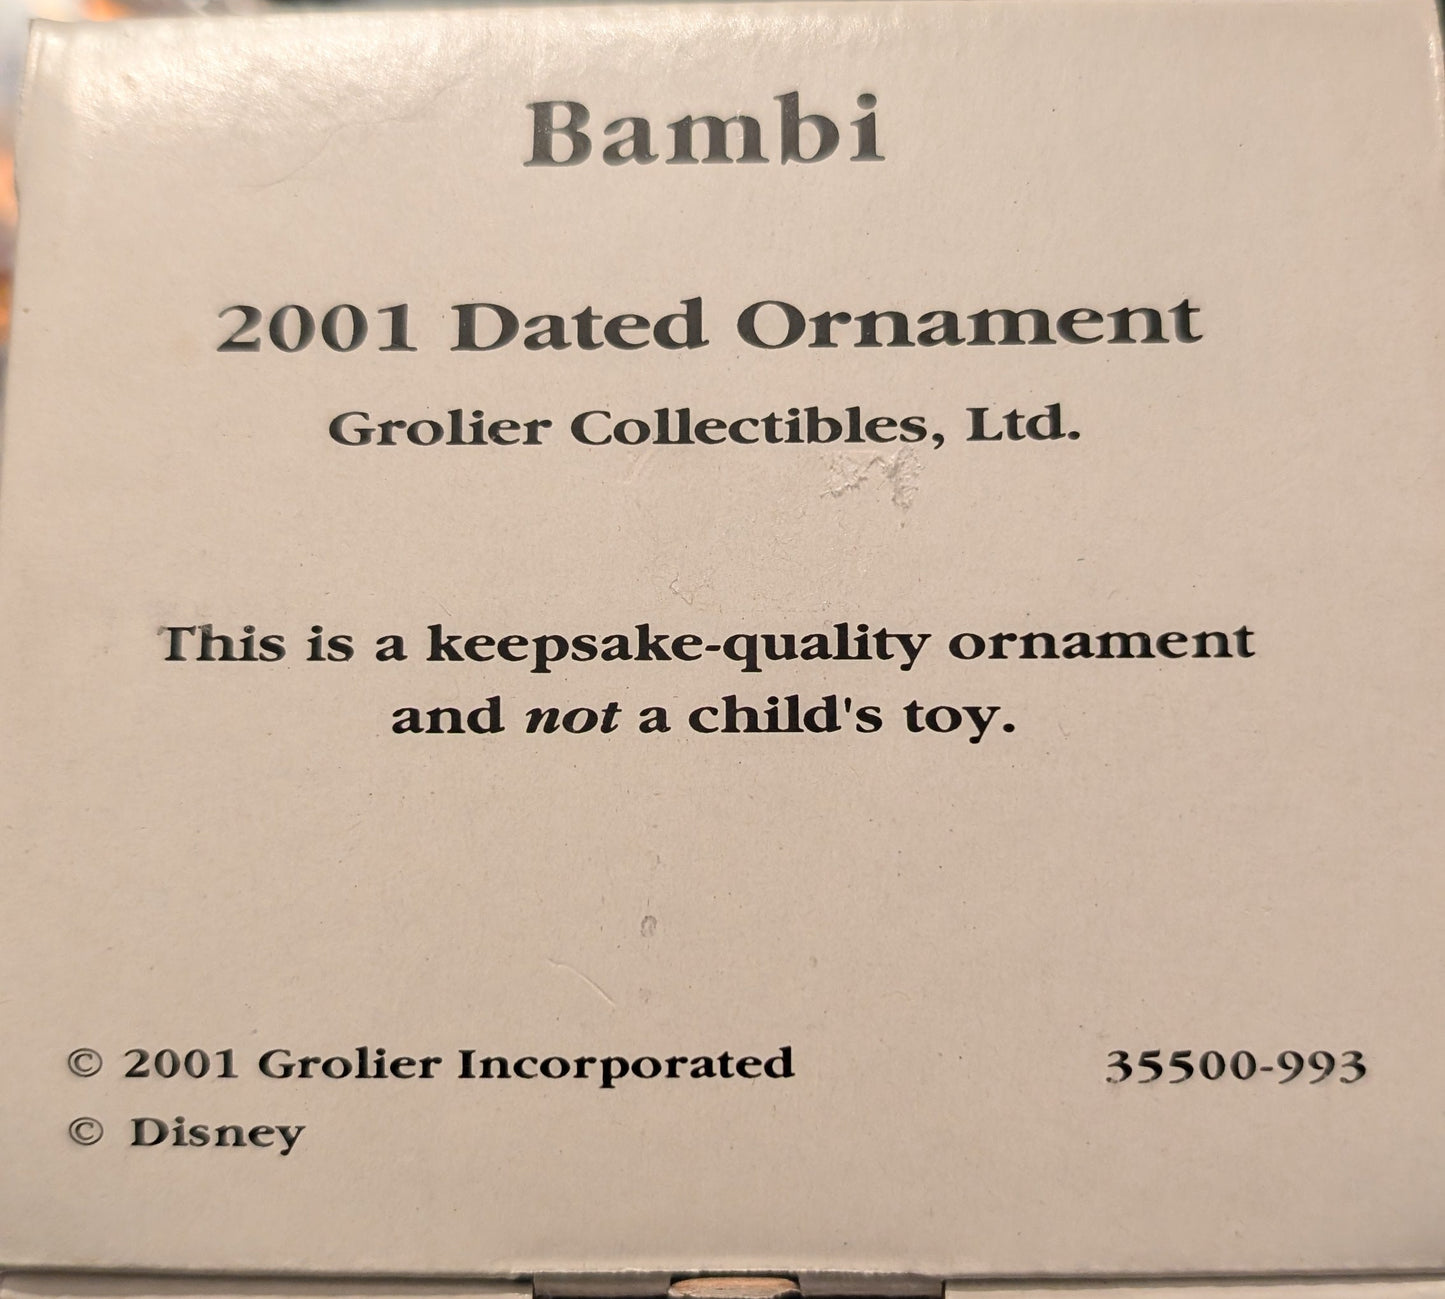 Bambi
2001 Dated Ornament
Grolier Collectibles, Ltd.
This is a keepsake-quality ornament
and not a child's toy.
© 2001 Grolier Incorporated
35500-993
© Disney